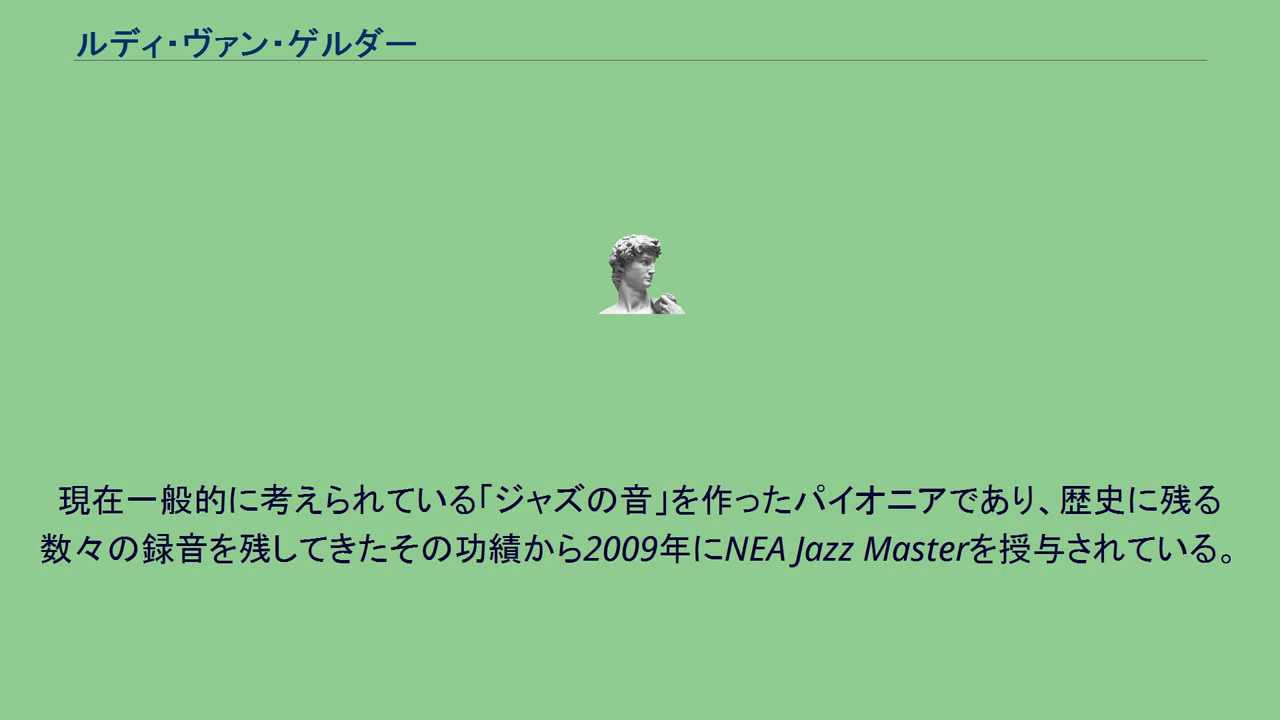 ルディ・ヴァン・ゲルダー
現在一般的に考えられている「ジャズの音」を作ったパイオニアであり、歴史に残る
数々の録音を残してきたその功績から2009年にNEA Jazz Masterを授与されている。